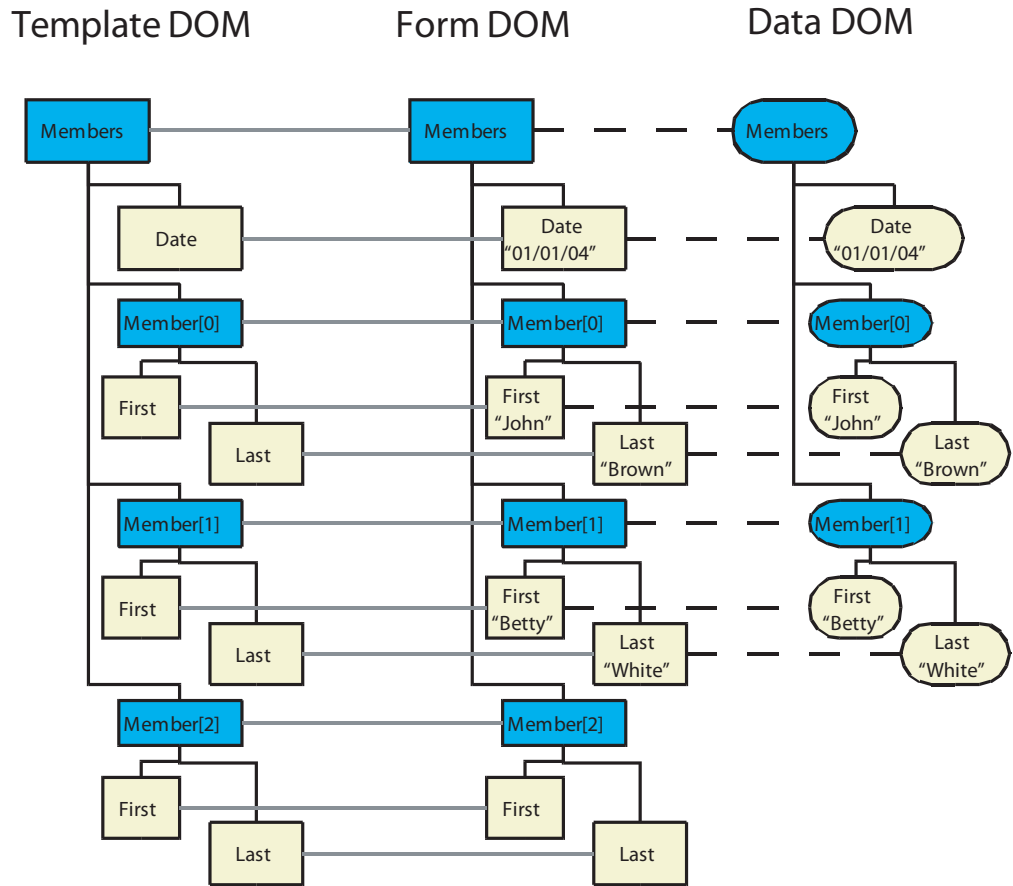 Template DOM
Form DOM
Data DOM
Members
Members
Members
Date
Date
“01/01/04”
Date
“01/01/04”
Member[0]
Member[0]
Member[0]
First
First
“John”
First
“John”
Last
Last
“Brown”
Last
“Brown”
Member[1]
Member[1]
Member[1]
First
First
“Betty”
First
“Betty”
Last
Last
“White”
Last
“White”
Member[2]
Member[2]
First
First
Last
Last